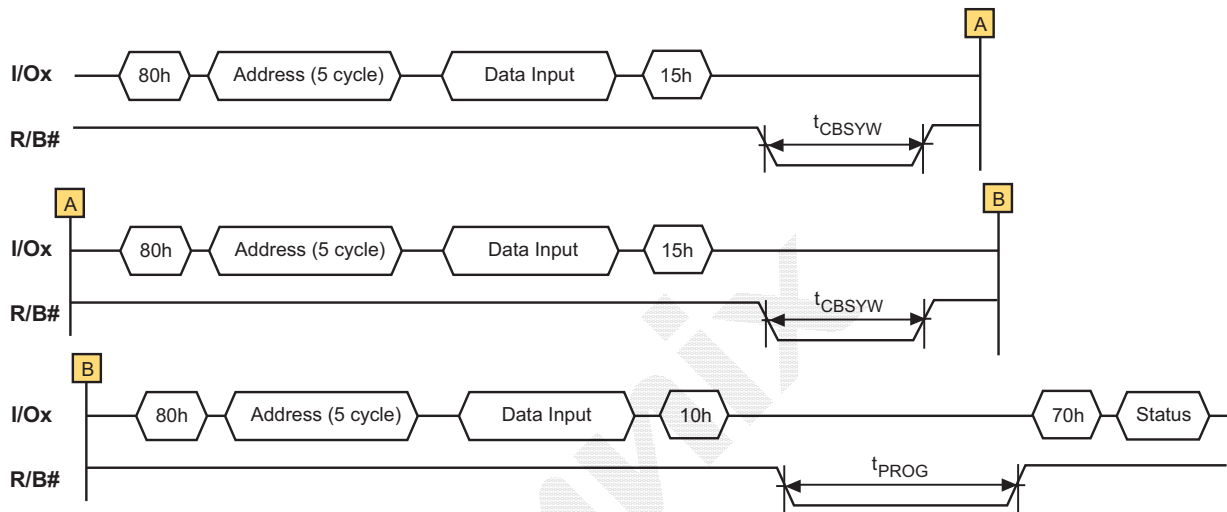 A
I/Ox 80h Address (5 cycle) Data Input 15h
R/B# tCBSYW
A B
I/Ox 80h Address (5 cycle) Data Input 15h
R/B# tCBSYW
B
I/Ox 80h Address (5 cycle) Data Input 10h 70h Status
R/B# tPROG